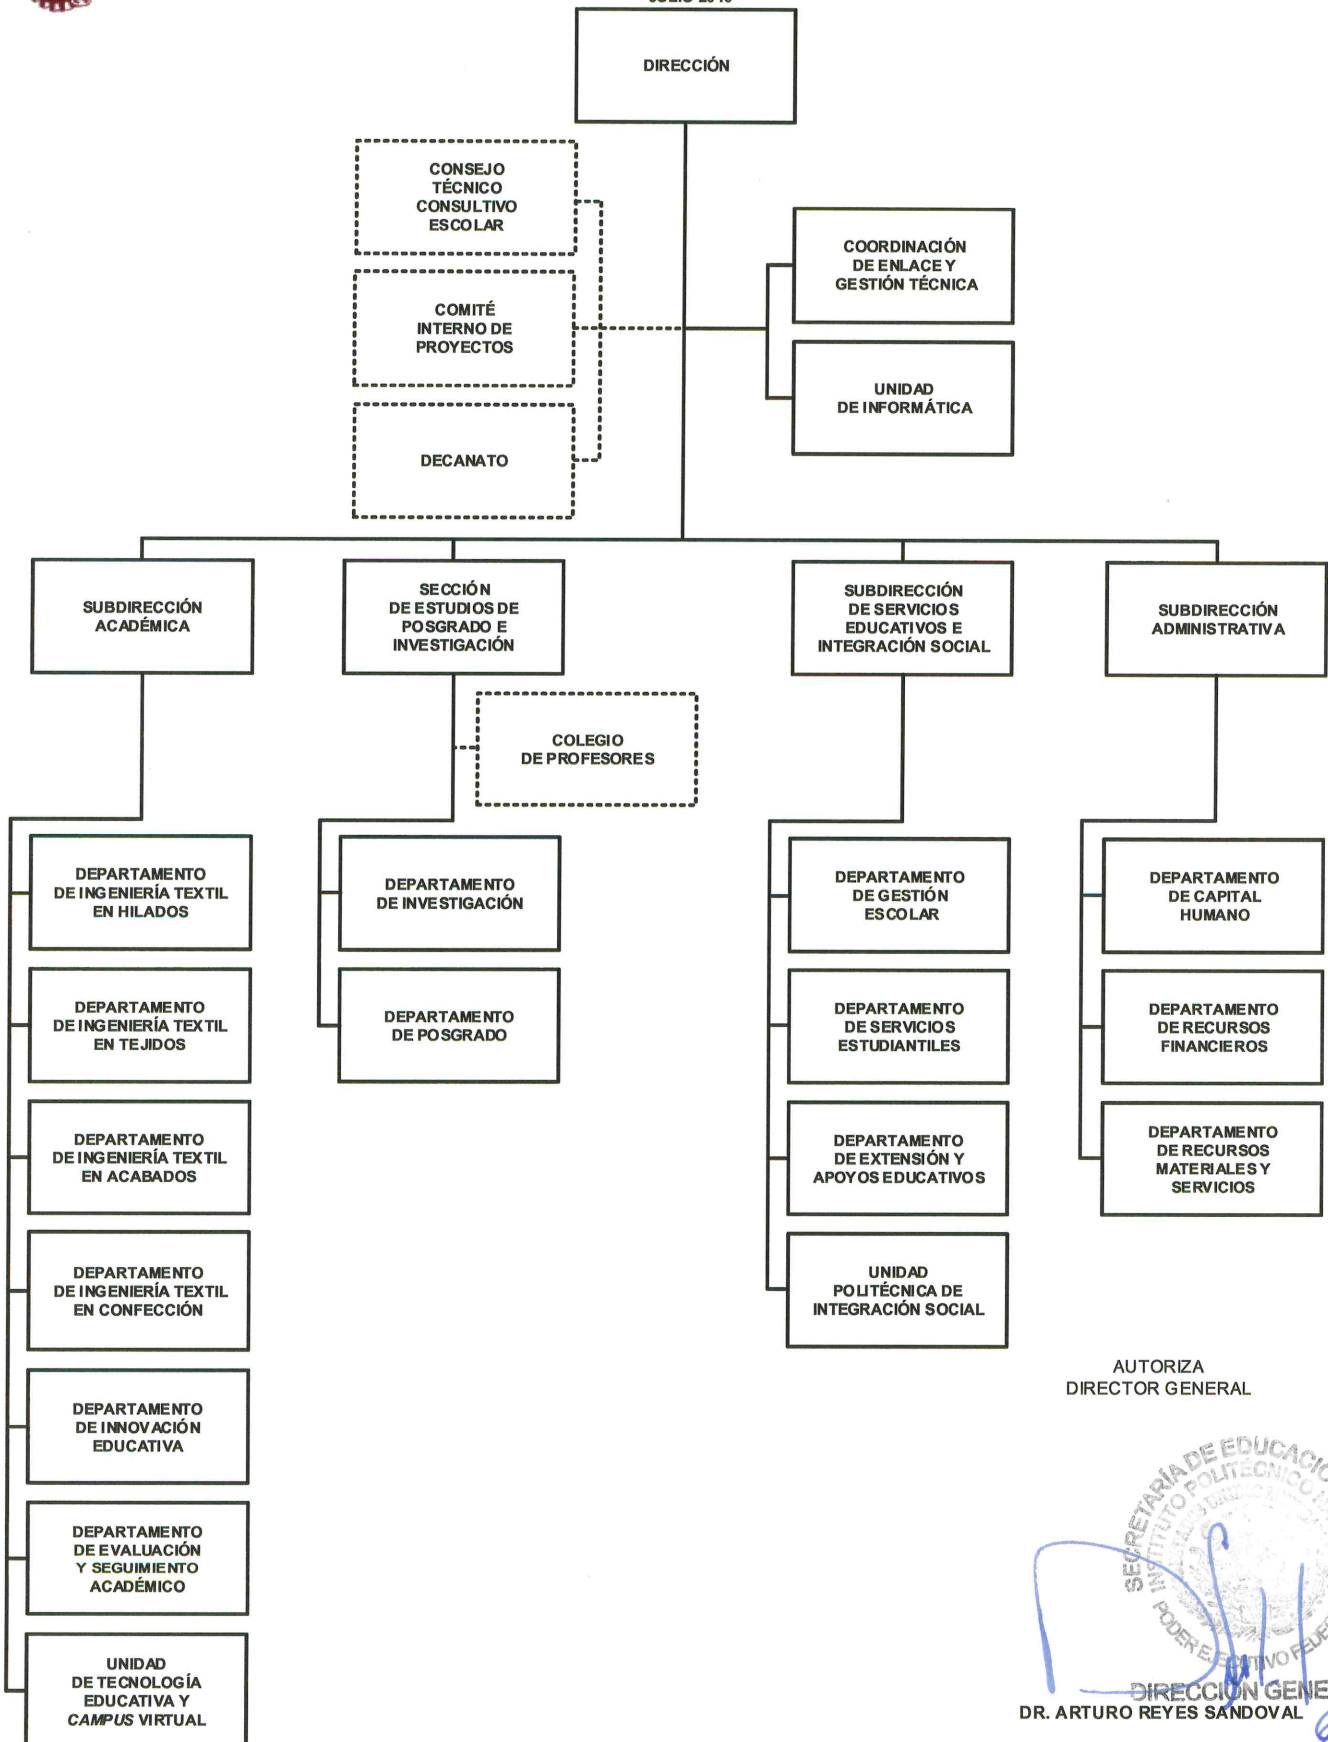 DIRECCIÓN
CONSEJO
TÉCNICO
CONSULTIVO
ESCOLAR
COORDINACIÓN
DE ENLACE Y
GESTIÓN TÉCNICA
COMITÉ
INTERNO DE
PROYECTOS
UNIDAD
DE INFORMÁTICA
DECANATO
SUBDIRECCIÓN
ACADÉMICA
SECCIÓN
DE ESTUDIOS DE
POSGRADO E
INVESTIGACIÓN
SUBDIRECCIÓN
DE SERVICIOS
EDUCATIVOS E
INTEGRACIÓN SOCIAL
SUBDIRECCIÓN
ADMINISTRATIVA
COLEGIO
DE PROFESORES
DEPARTAMENTO
DE INGENIERÍA TEXTIL
EN HILADOS
DEPARTAMENTO
DE INGENIERÍA TEXTIL
EN TEJIDOS
DEPARTAMENTO
DE INGENIERÍA TEXTIL
EN ACABADOS
DEPARTAMENTO
DE INGENIERÍA TEXTIL
EN CONFECCIÓN
DEPARTAMENTO
DE INNOVACIÓN
EDUCATIVA
DEPARTAMENTO
DE EVALUACIÓN
Y SEGUIMIENTO
ACADÉMICO
UNIDAD
DE TECNOLOGÍA
EDUCATIVA Y
CAMPUS VIRTUAL
DEPARTAMENTO
DE INVESTIGACIÓN
DEPARTAMENTO
DE POSGRADO
DEPARTAMENTO
DE GESTIÓN
ESCOLAR
DEPARTAMENTO
DE SERVICIOS
ESTUDIANTILES
DEPARTAMENTO
DE EXTENSIÓN Y
APOYOS EDUCATIVOS
UNIDAD
POLITÉCNICA DE
INTEGRACIÓN SOCIAL
DEPARTAMENTO
DE CAPITAL
HUMANO
DEPARTAMENTO
DE RECURSOS
FINANCIEROS
DEPARTAMENTO
DE RECURSOS
MATERIALES Y
SERVICIOS
AUTORIZA
DIRECTOR GENERAL
SECRETARÍA DE EDUCACIO
INSTITUTO POLITÉCNICO
PODER EJECUTIVO FEDE
DIRECCIÓN GENE
DR. ARTURO REYES SANDOVAL